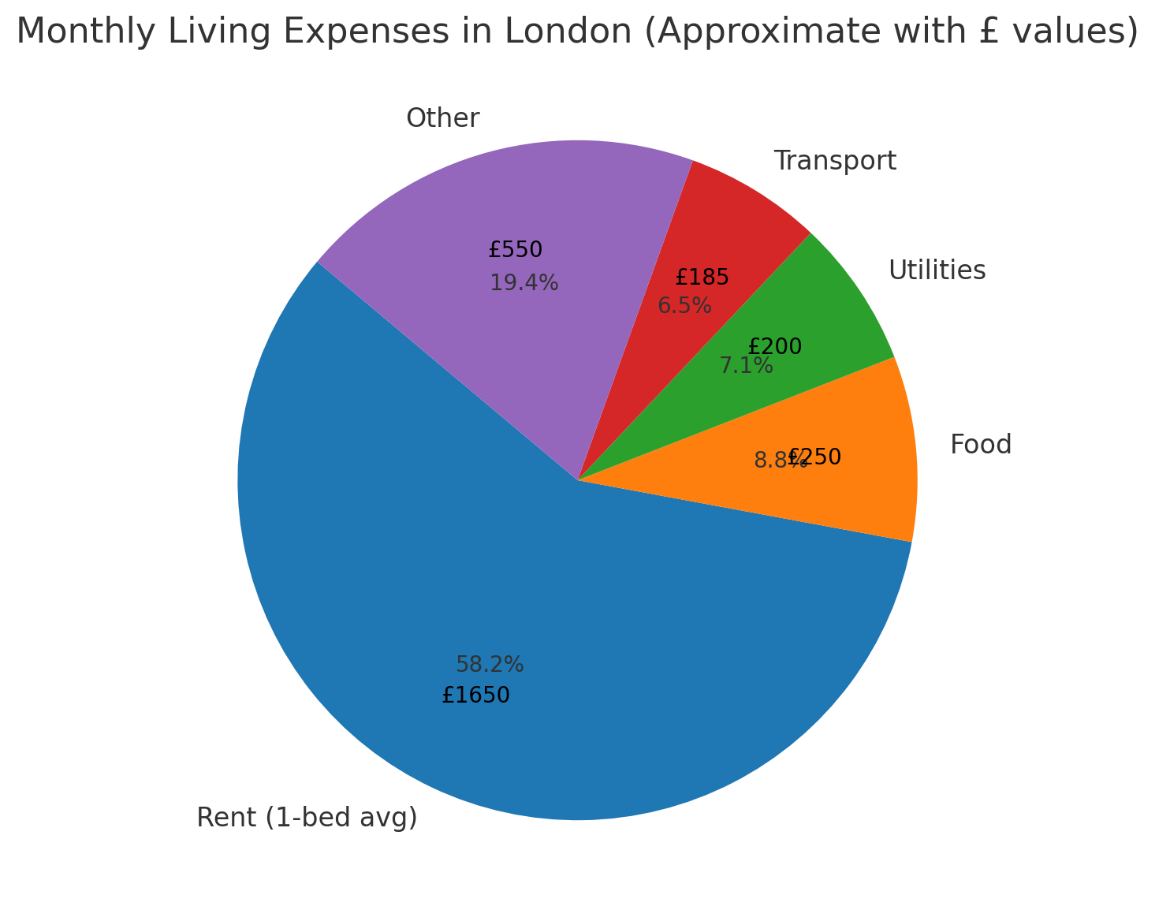 Monthly Living Expenses in London (Approximate with £ values)
Other
Transport
£550
19.4%
£185
6.5%
Utilities
£200
7.1%
Food
8.8%
£250
58.2%
£1650
Rent (1-bed avg)